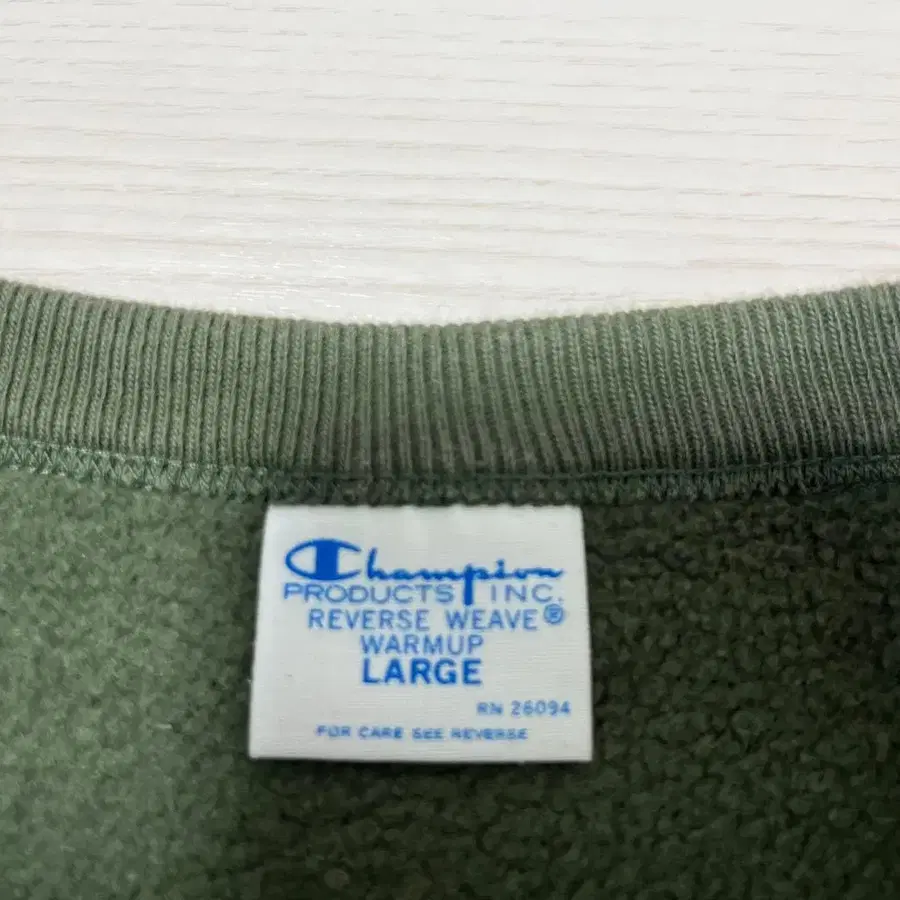 Champion
PRODUCTS INC.
REVERSE WEAVE®
WARMUP
LARGE
RN 26094
FOR CARE SEE REVERSE